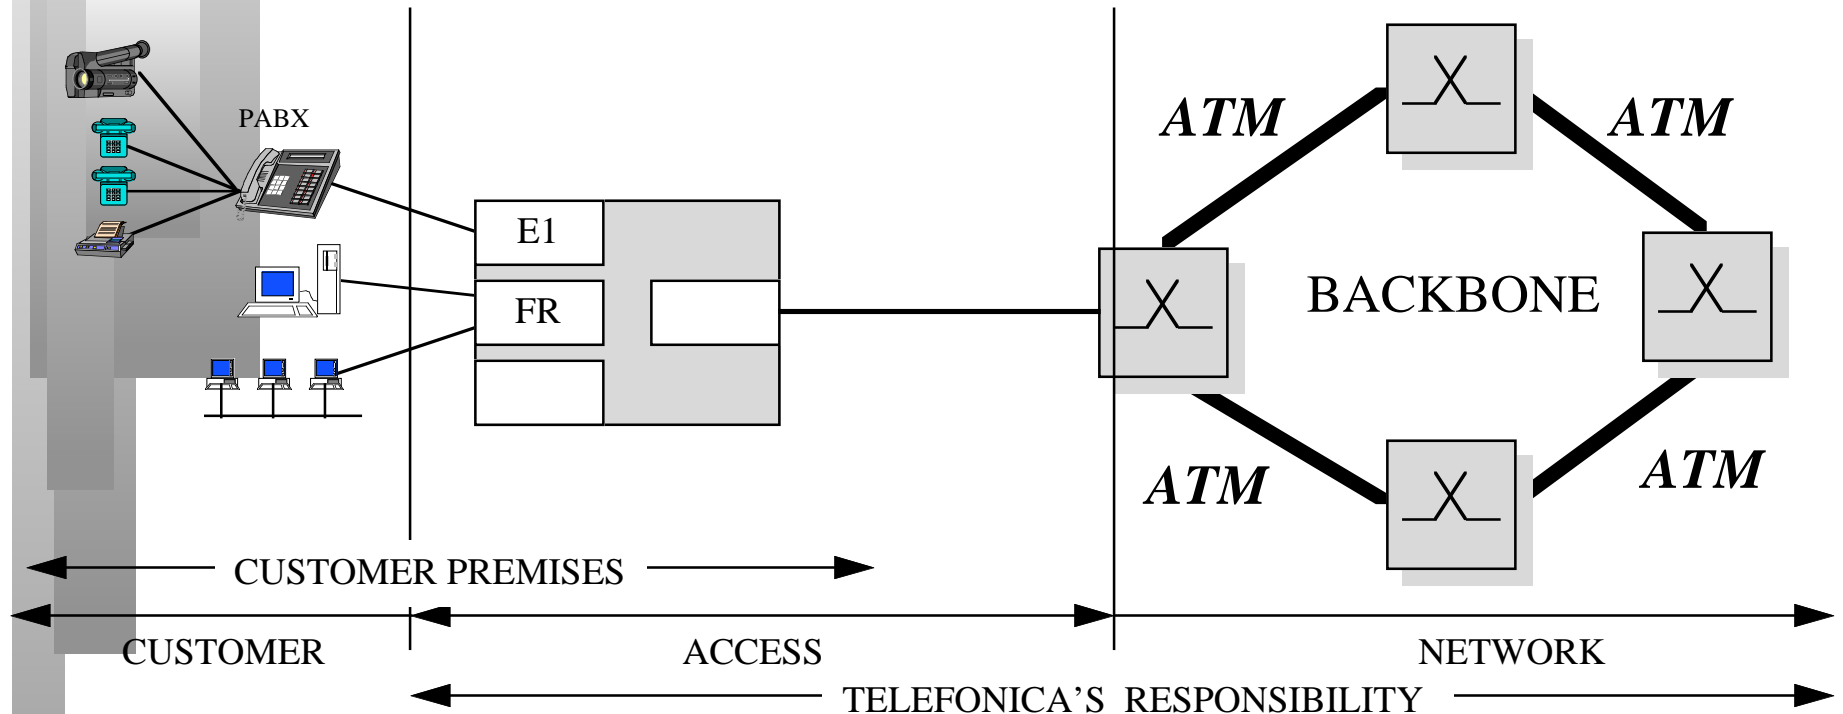 PABX
ATM
ATM
E1
FR
BACKBONE
ATM
ATM
CUSTOMER PREMISES
CUSTOMER
ACCESS
NETWORK
TELEFONICA'S RESPONSIBILITY